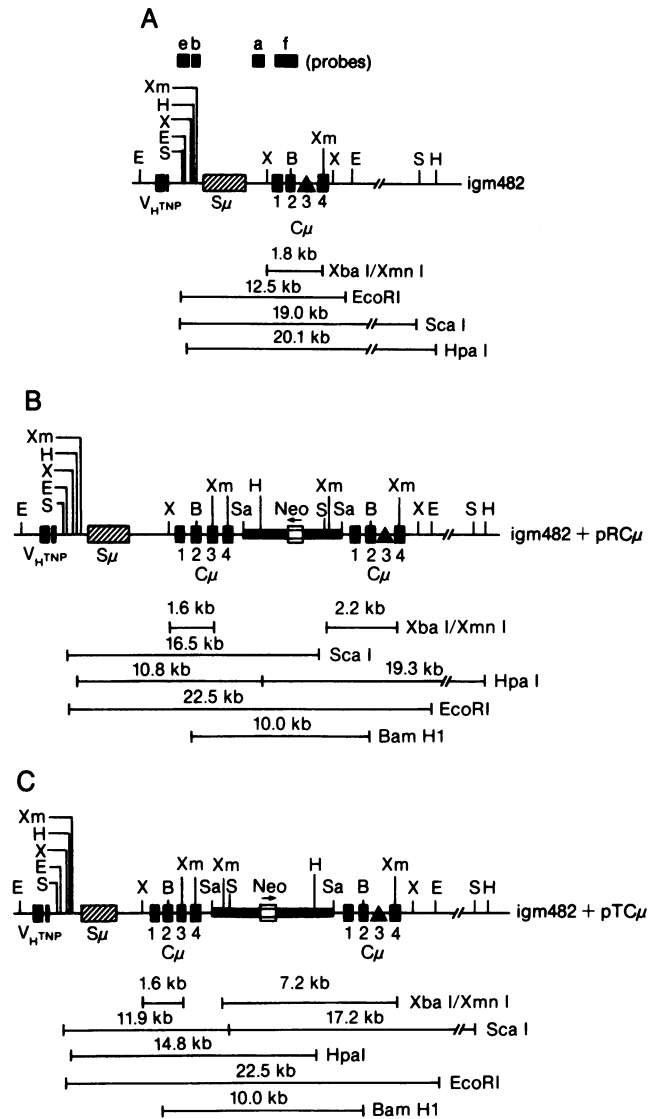 A
e b a f (probes)
Xm
H
X
E
S
E X B Xm X E S H
igm482
V_H^TNP Sμ 1 2 3 4
Cμ
1.8 kb
Xba I/Xmn I
12.5 kb
EcoRI
19.0 kb
Sca I
20.1 kb
Hpa I
B
Xm
H
X
E
S
E X B Xm Sa H Neo Xm S Sa B Xm X E S H
igm482 + pRCμ
V_H^TNP Sμ 1 2 3 4 1 2 3 4
Cμ Cμ
1.6 kb 2.2 kb
Xba I/Xmn I
16.5 kb
Sca I
10.8 kb 19.3 kb
Hpa I
22.5 kb
EcoRI
10.0 kb
Bam H1
C
Xm
H
X
E
S
E X B Xm Sa Xm S Neo H Sa B Xm X E S H
igm482 + pTCμ
V_H^TNP Sμ 1 2 3 4 1 2 3 4
Cμ Cμ
1.6 kb 7.2 kb
Xba I/Xmn I
11.9 kb 17.2 kb
Sca I
14.8 kb
HpaI
22.5 kb
EcoRI
10.0 kb
Bam H1